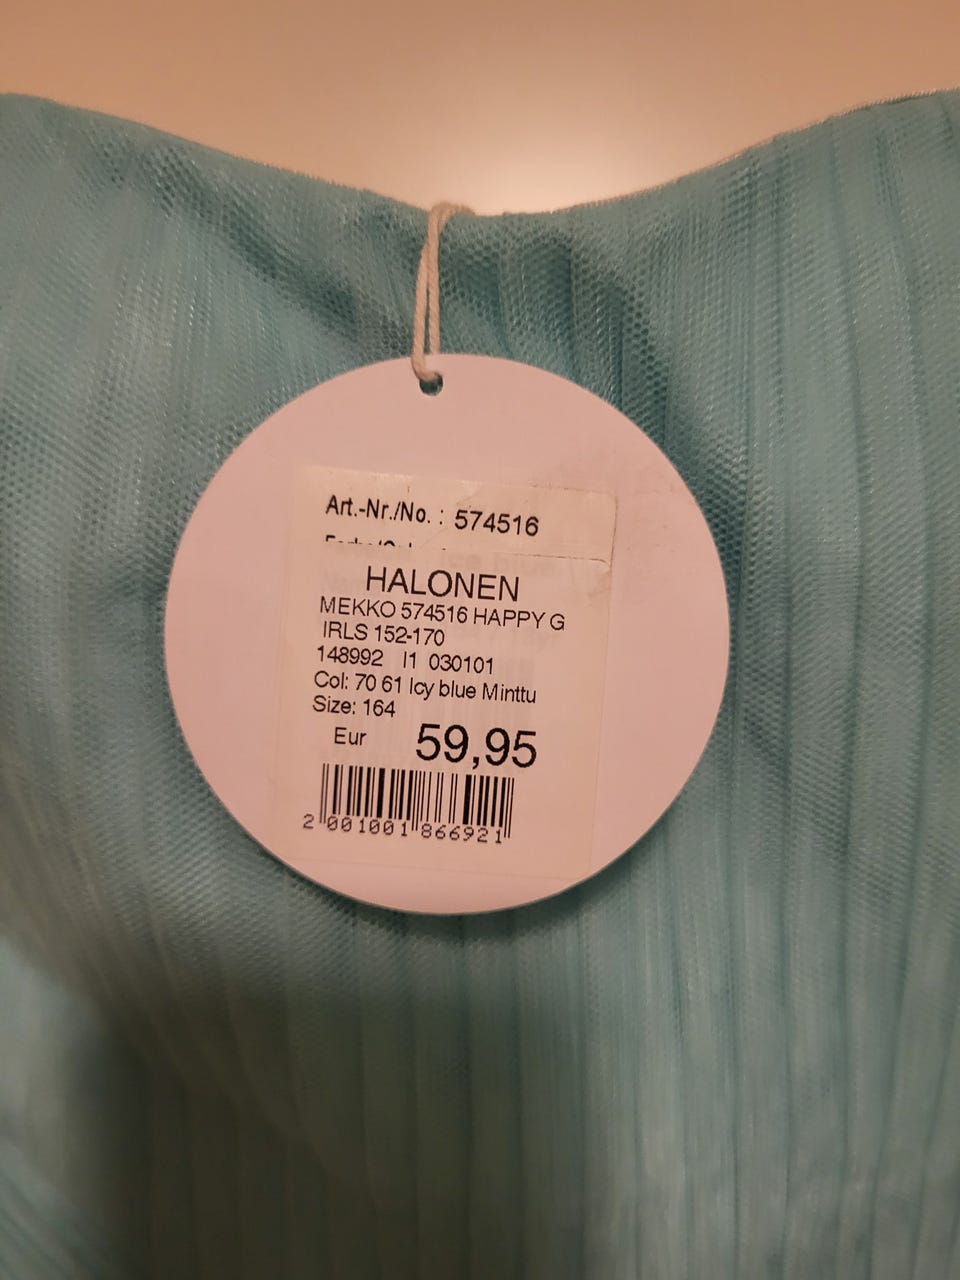 Art.-Nr./No. : 574516
HALONEN
MEKKO 574516 HAPPY G
IRLS 152-170
148992 I1 030101
Col: 70 61 Icy blue Minttu
Size: 164
Eur 59,95
2 001001 866921